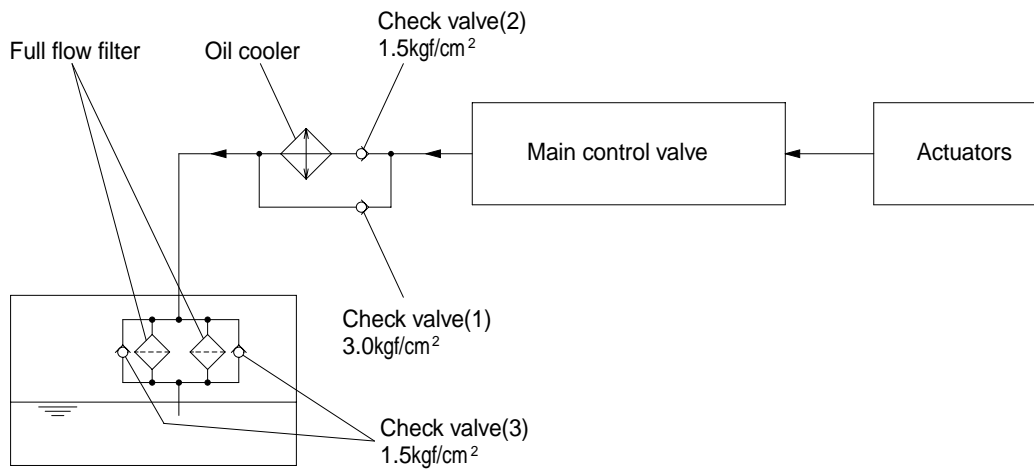 Check valve(2)
1.5kgf/cm²
Full flow filter
Oil cooler
Main control valve
Actuators
Check valve(1)
3.0kgf/cm²
Check valve(3)
1.5kgf/cm²